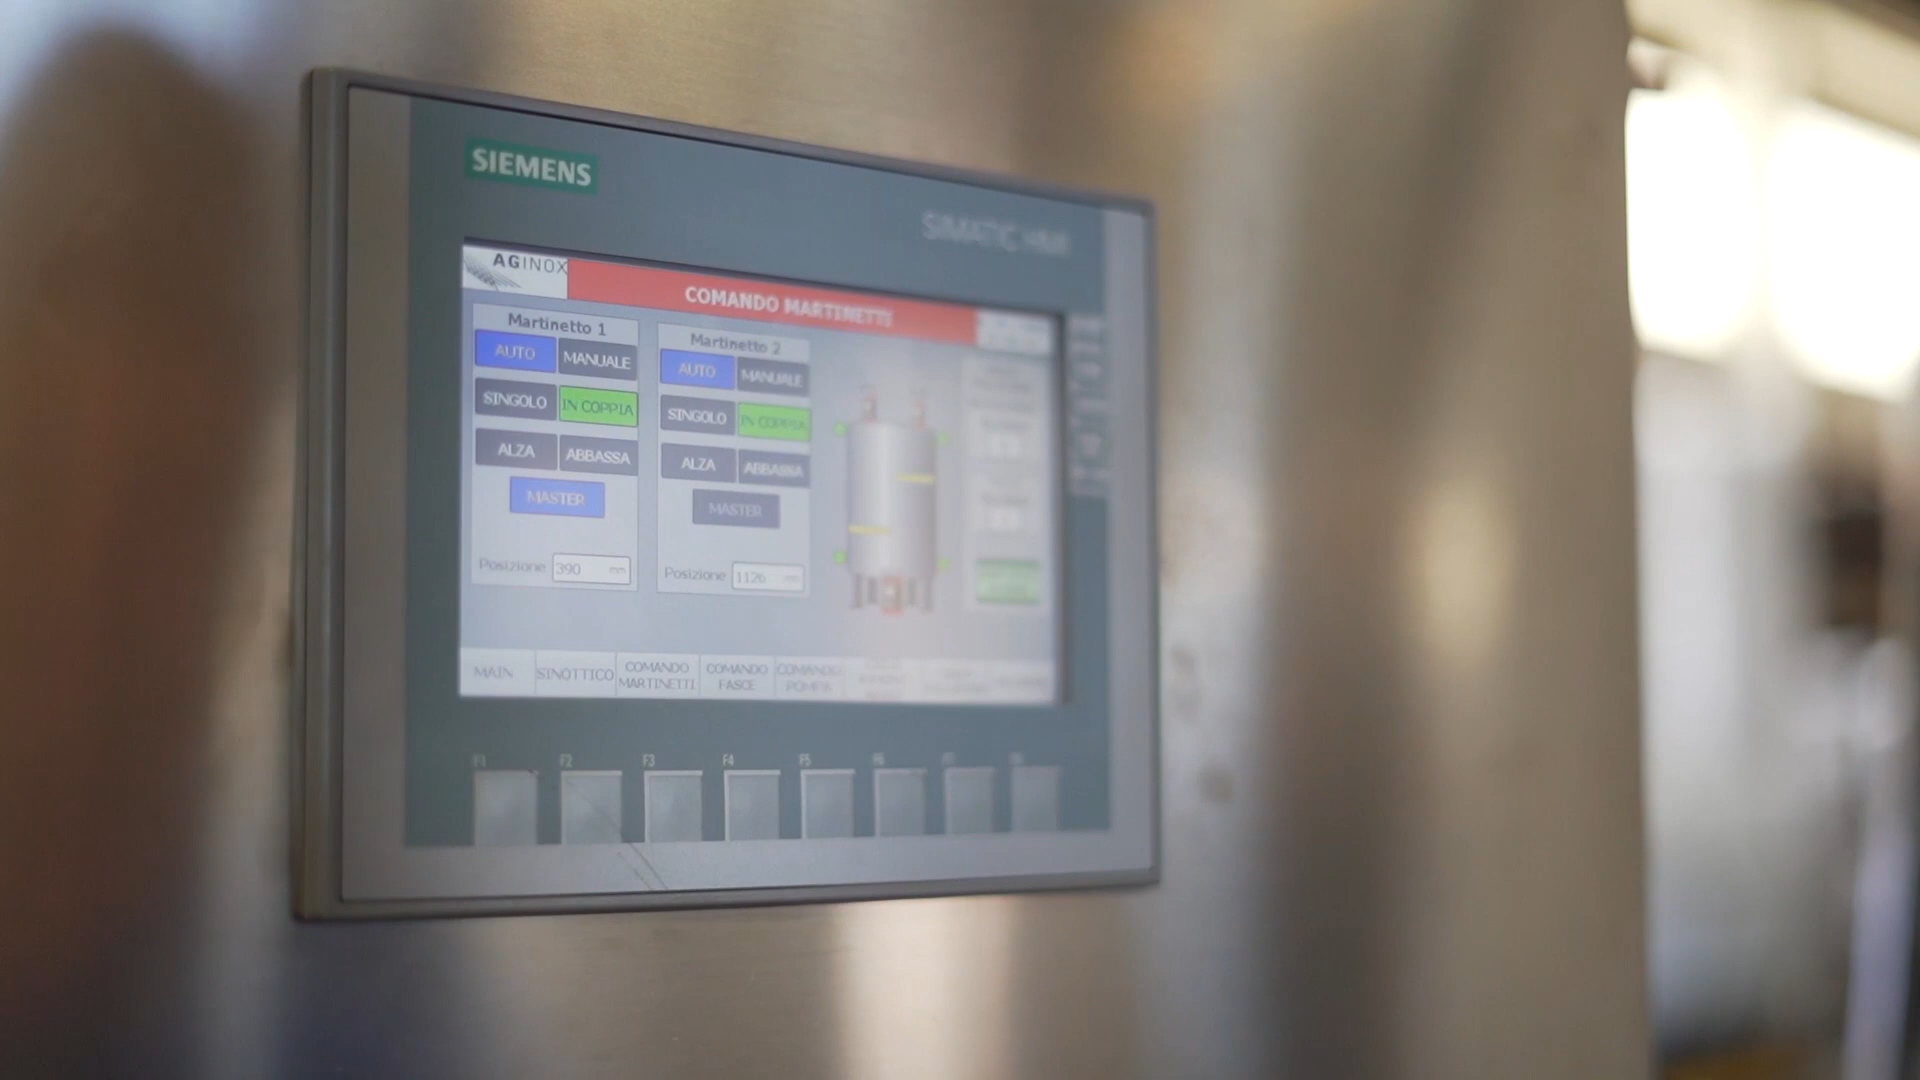 SIEMENS
SIMATIC HMI
AGINOX
COMANDO MARTINETTI
Martinetto 1
AUTO MANUALE
SINGOLO IN COPPIA
ALZA ABBASSA
MASTER
Posizione 390 mm
Martinetto 2
AUTO MANUALE
SINGOLO IN COPPIA
ALZA ABBASSA
MASTER
Posizione 1126 mm
MAIN
SINOTTICO
COMANDO
MARTINETTI
COMANDO
FASCE
COMANDO
POMPA
F1 F2 F3 F4 F5 F6